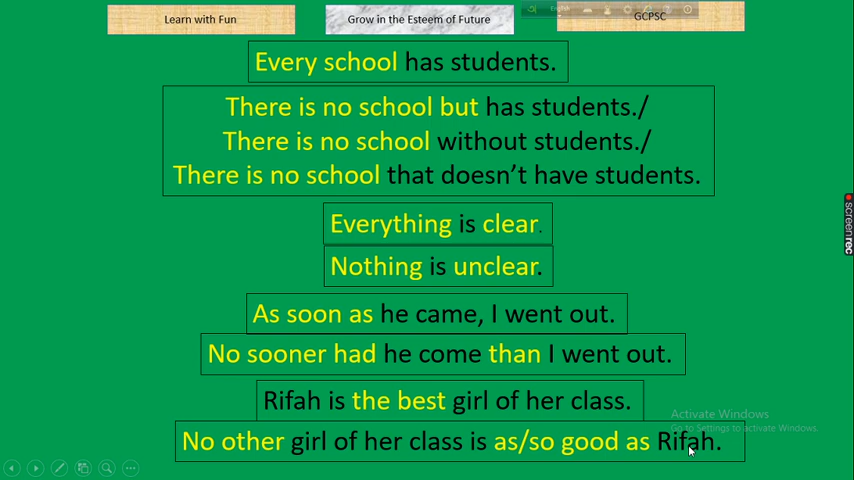 Learn with Fun
Grow in the Esteem of Future
GCPSC
Every school has students.
There is no school but has students./
There is no school without students./
There is no school that doesn't have students.
Everything is clear.
Nothing is unclear.
As soon as he came, I went out.
No sooner had he come than I went out.
Rifah is the best girl of her class.
No other girl of her class is as/so good as Rifah.
Activate Windows
Go to Settings to activate Windows.
screenrec